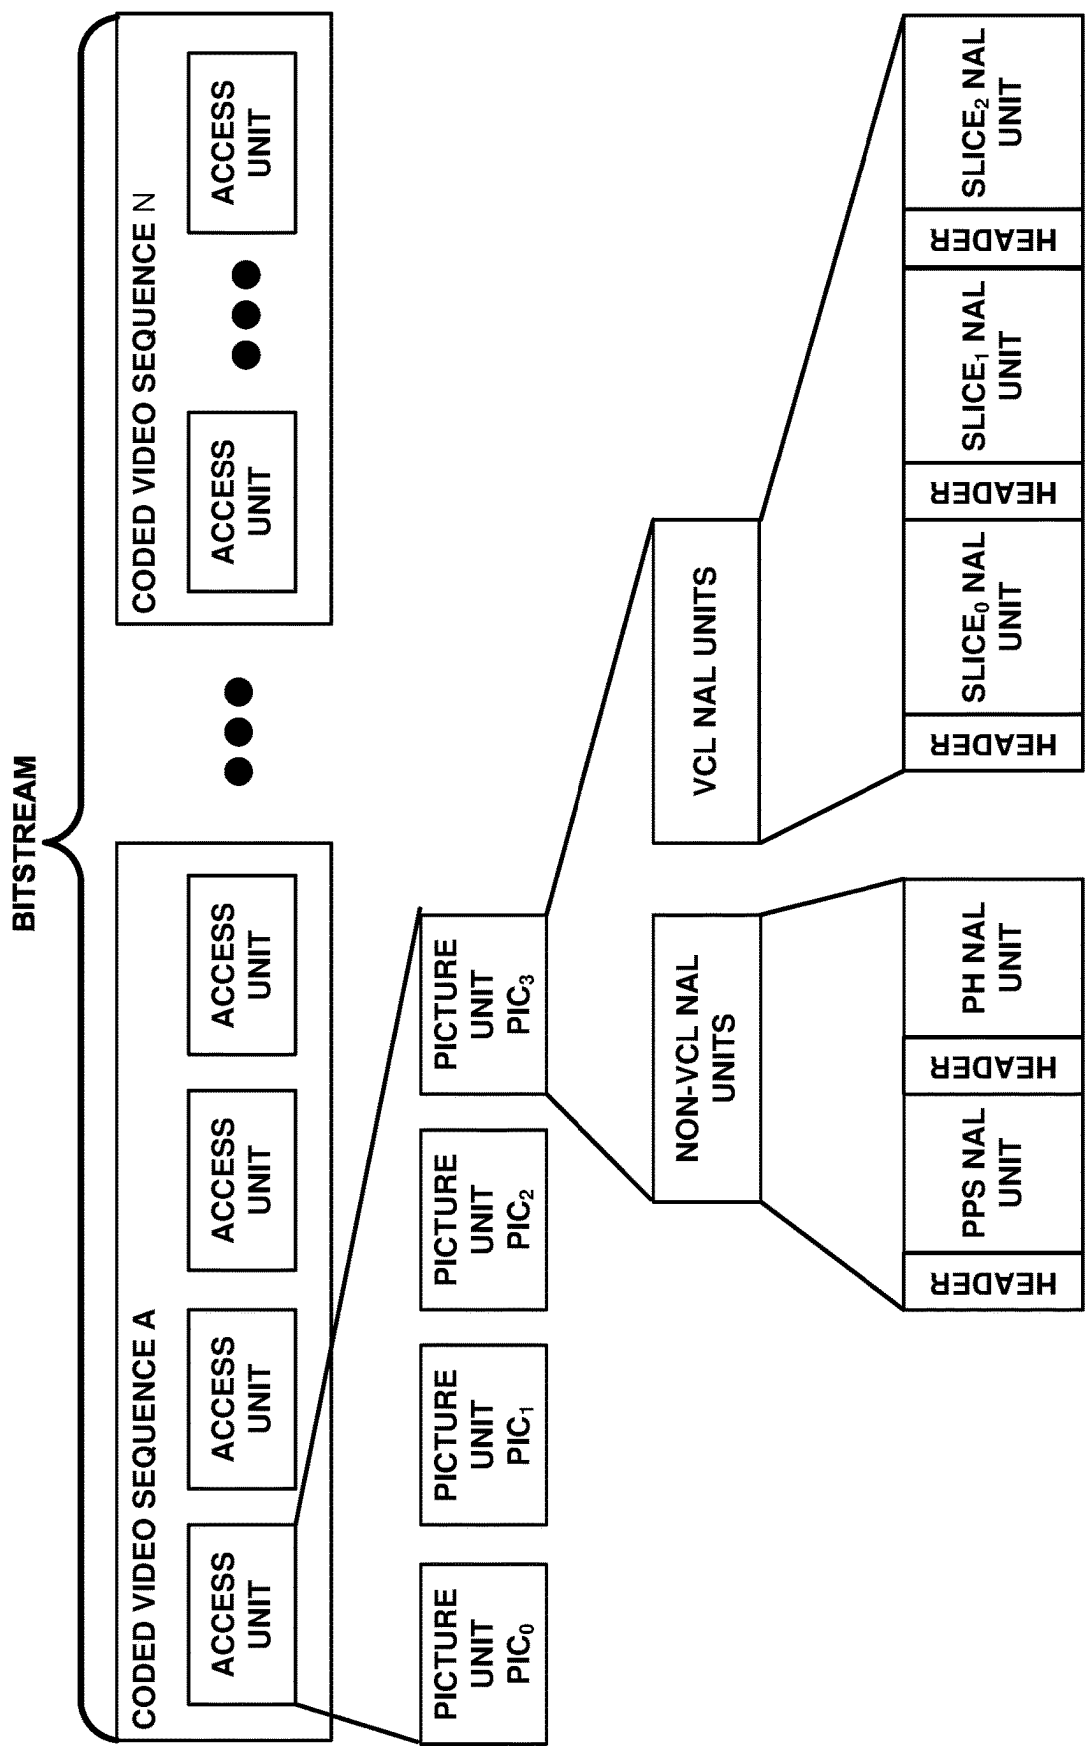 BITSTREAM
CODED VIDEO SEQUENCE A
ACCESS
UNIT
ACCESS
UNIT
ACCESS
UNIT
ACCESS
UNIT
CODED VIDEO SEQUENCE N
ACCESS
UNIT
ACCESS
UNIT
PICTURE
UNIT
PIC₀
PICTURE
UNIT
PIC₁
PICTURE
UNIT
PIC₂
PICTURE
UNIT
PIC₃
NON-VCL NAL
UNITS
VCL NAL UNITS
HEADER
PPS NAL
UNIT
HEADER
PH NAL
UNIT
HEADER
SLICE₀ NAL
UNIT
HEADER
SLICE₁ NAL
UNIT
HEADER
SLICE₂ NAL
UNIT